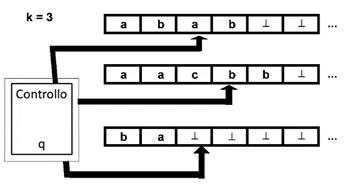 k = 3
a b a b ⊥ ⊥ ...
a a c b b ⊥ ...
Controllo
q
b a ⊥ ⊥ ⊥ ⊥ ...